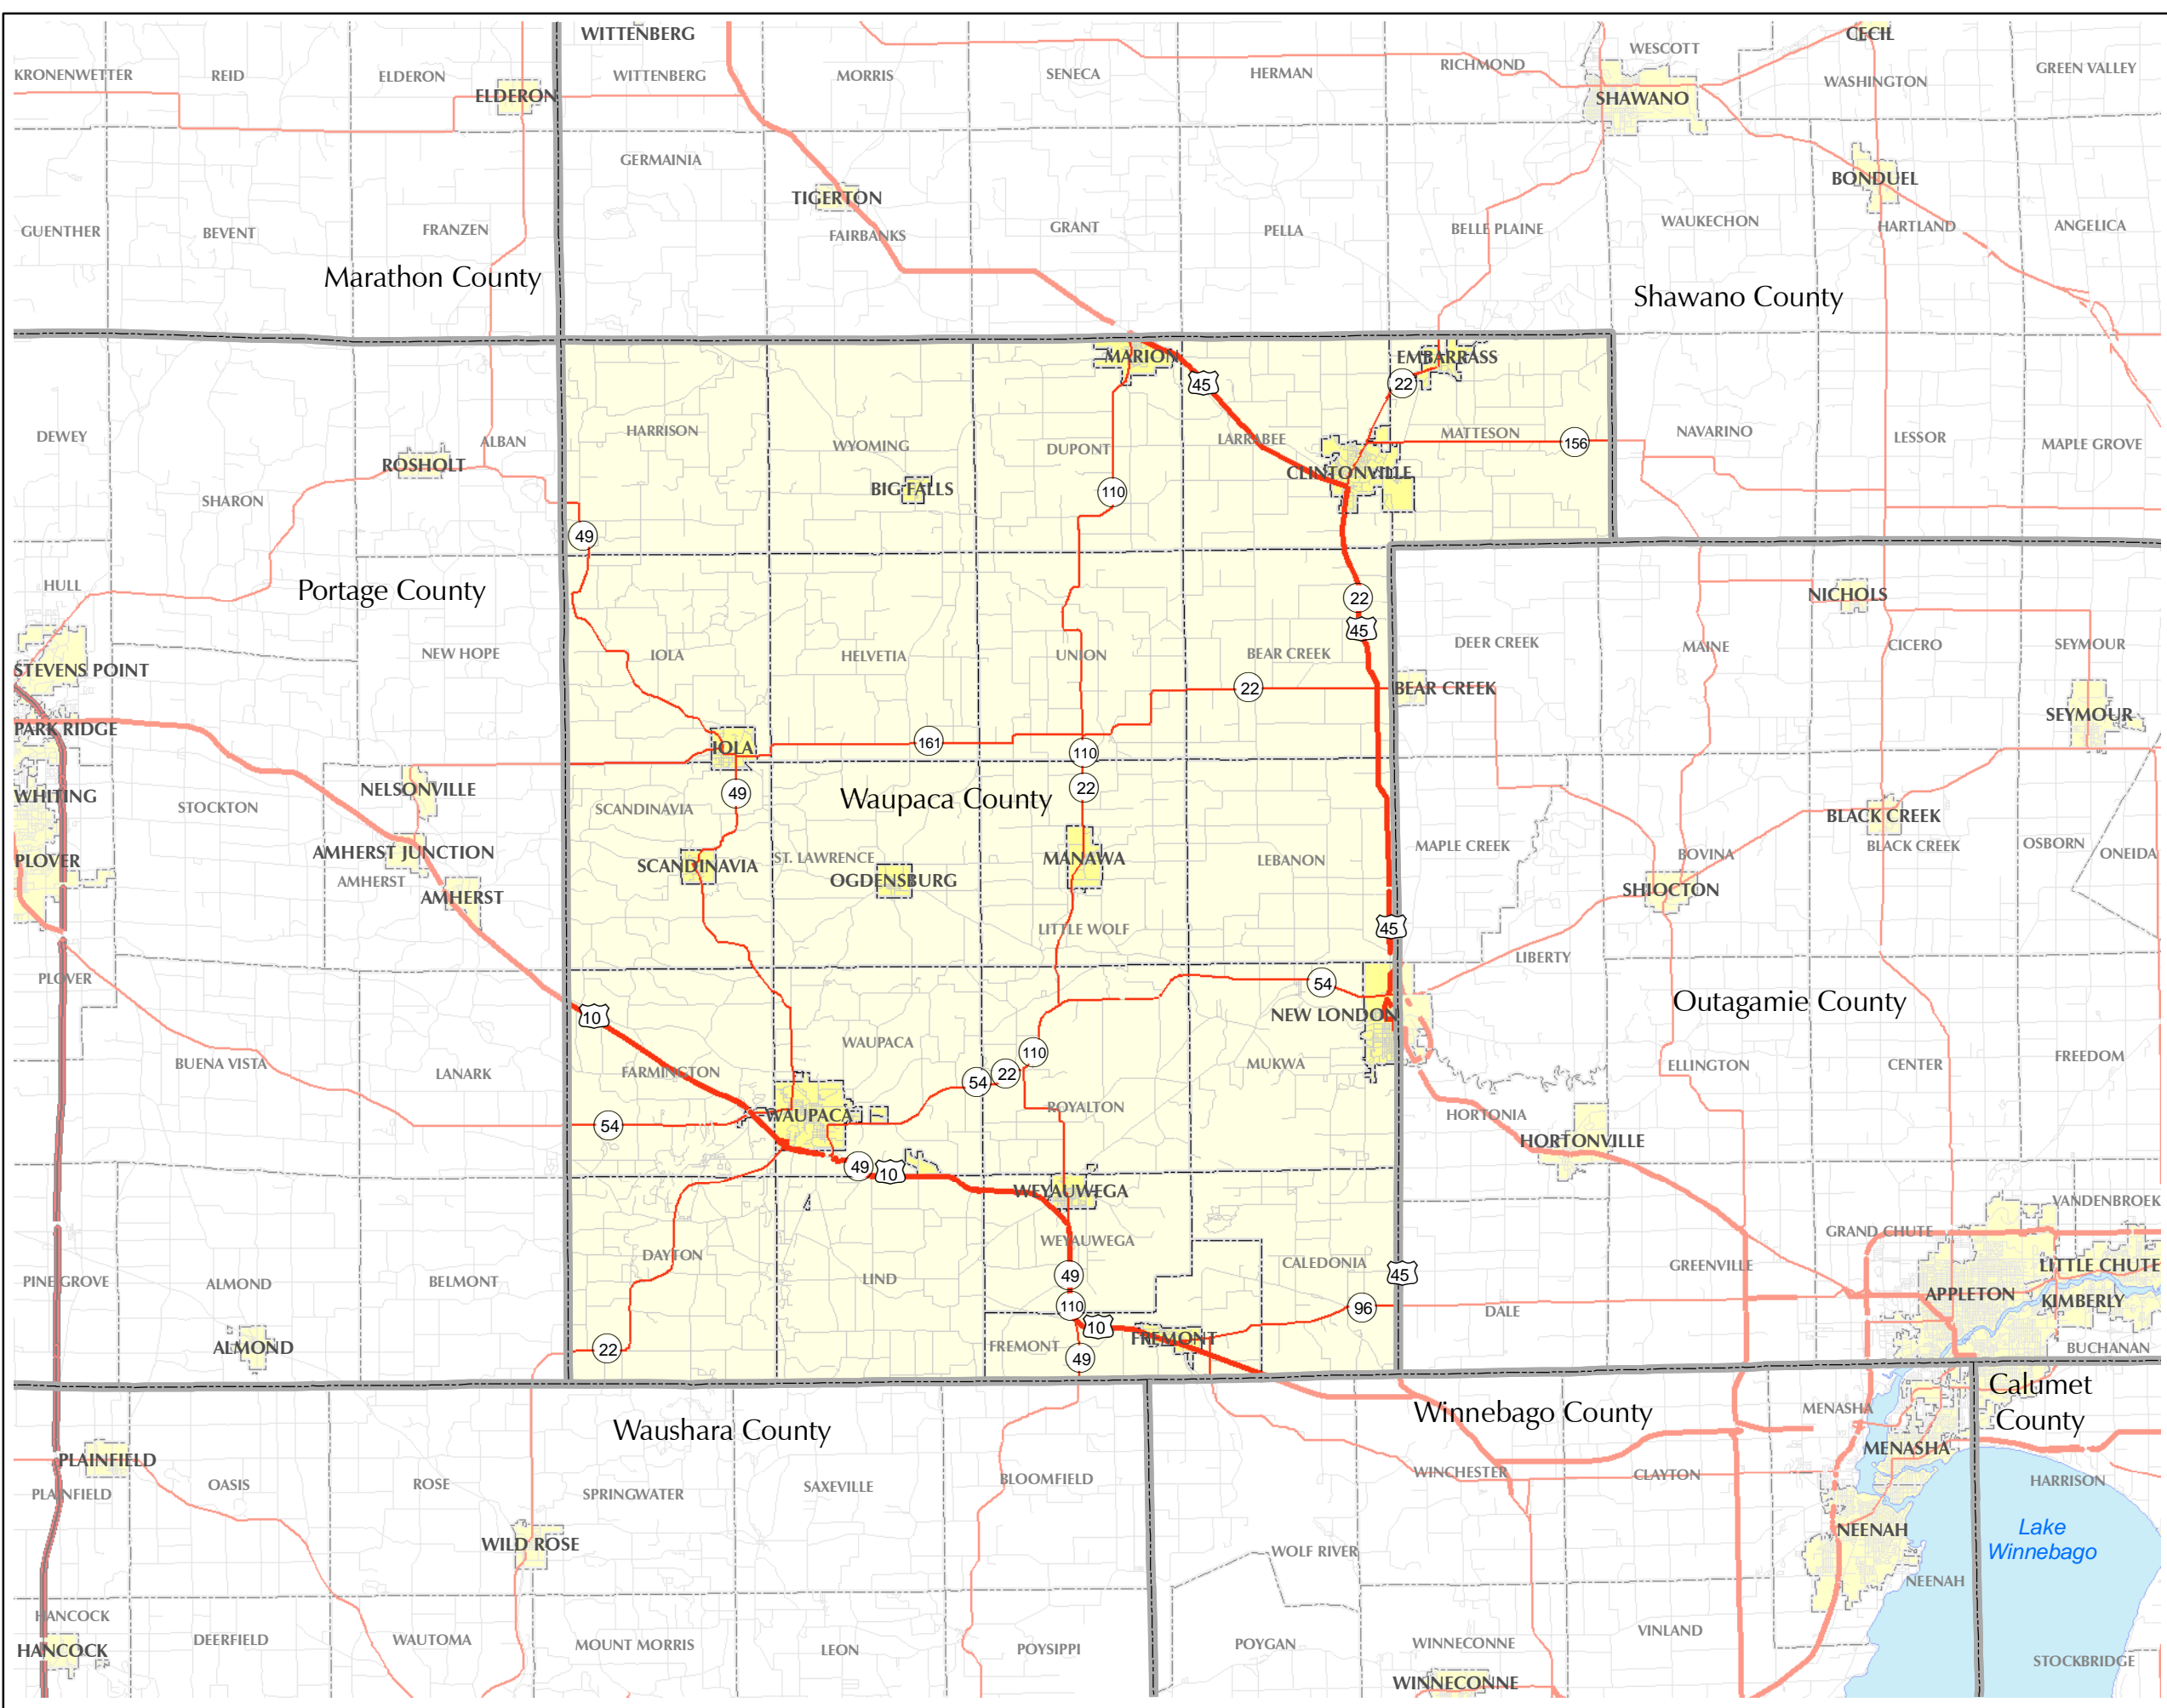 WITTENBERG
CECIL
WESCOTT
KRONENWETTER
REID
ELDERON
WITTENBERG
MORRIS
SENECA
HERMAN
RICHMOND
WASHINGTON
GREEN VALLEY
ELDERON
SHAWANO
GERMAINIA
TIGERTON
BONDUEL
GUENTHER
BEVENT
FRANZEN
FAIRBANKS
GRANT
PELLA
BELLE PLAINE
WAUKECHON
HARTLAND
ANGELICA
Marathon County
Shawano County
MARION
EMBARRASS
45
22
DEWEY
ALBAN
HARRISON
WYOMING
DUPONT
LARRABEE
MATTESON
156
NAVARINO
LESSOR
MAPLE GROVE
ROSHOLT
CLINTONVILLE
SHARON
BIG FALLS
110
49
HULL
Portage County
22
NICHOLS
45
STEVENS POINT
NEW HOPE
IOLA
HELVETIA
UNION
BEAR CREEK
DEER CREEK
MAINE
CICERO
SEYMOUR
22
BEAR CREEK
PARK RIDGE
SEYMOUR
IOLA
161
110
WHITING
STOCKTON
NELSONVILLE
49
SCANDINAVIA
Waupaca County
22
BLACK CREEK
PLOVER
AMHERST JUNCTION
AMHERST
AMHERST
SCANDINAVIA
ST. LAWRENCE
OGDENSBURG
MANAWA
LEBANON
MAPLE CREEK
BOVINA
BLACK CREEK
OSBORN
ONEIDA
SHIOCTON
LITTLE WOLF
45
LIBERTY
PLOVER
54
10
NEW LONDON
Outagamie County
BUENA VISTA
LANARK
FARMINGTON
WAUPACA
110
22
54
MUKWA
ELLINGTON
CENTER
FREEDOM
54
WAUPACA
ROYALTON
HORTONIA
HORTONVILLE
49
10
WEYAUWEGA
VANDENBROEK
GRAND CHUTE
PINE GROVE
ALMOND
BELMONT
DAYTON
LIND
WEYAUWEGA
CALEDONIA
GREENVILLE
LITTLE CHUTE
49
45
APPLETON
KIMBERLY
110
96
DALE
10
ALMOND
22
FREMONT
FREMONT
49
BUCHANAN
Calumet
County
Waushara County
Winnebago County
MENASHA
MENASHA
PLAINFIELD
PLAINFIELD
OASIS
ROSE
SPRINGWATER
SAXEVILLE
BLOOMFIELD
WINCHESTER
CLAYTON
HARRISON
WILD ROSE
WOLF RIVER
NEENAH
Lake
Winnebago
NEENAH
HANCOCK
HANCOCK
DEERFIELD
WAUTOMA
MOUNT MORRIS
LEON
POYSIPPI
POYGAN
WINNECONNE
VINLAND
STOCKBRIDGE
WINNECONNE